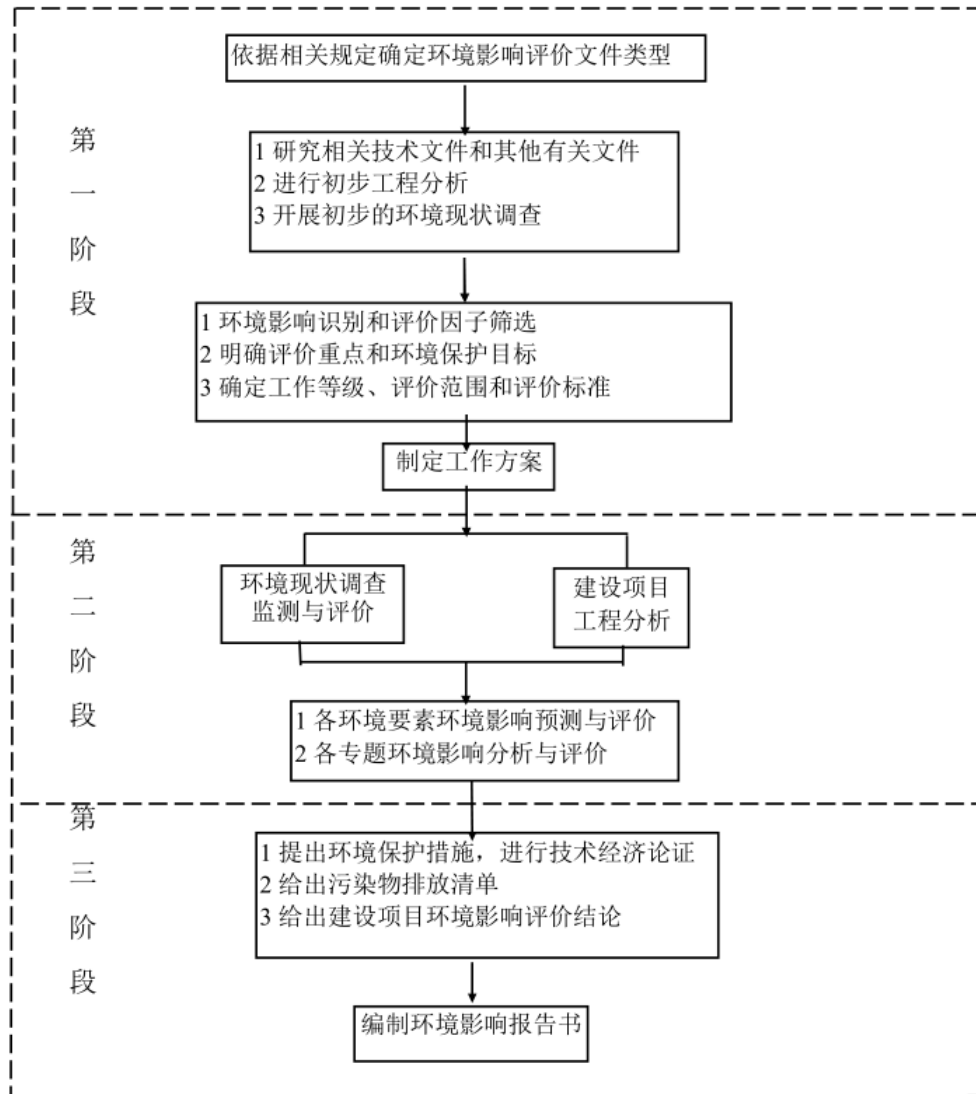 依据相关规定确定环境影响评价文件类型
第一阶段
1 研究相关技术文件和其他有关文件
2 进行初步工程分析
3 开展初步的环境现状调查
1 环境影响识别和评价因子筛选
2 明确评价重点和环境保护目标
3 确定工作等级、评价范围和评价标准
制定工作方案
第二阶段
环境现状调查
监测与评价
建设项目
工程分析
1 各环境要素环境影响预测与评价
2 各专题环境影响分析与评价
第三阶段
1 提出环境保护措施，进行技术经济论证
2 给出污染物排放清单
3 给出建设项目环境影响评价结论
编制环境影响报告书